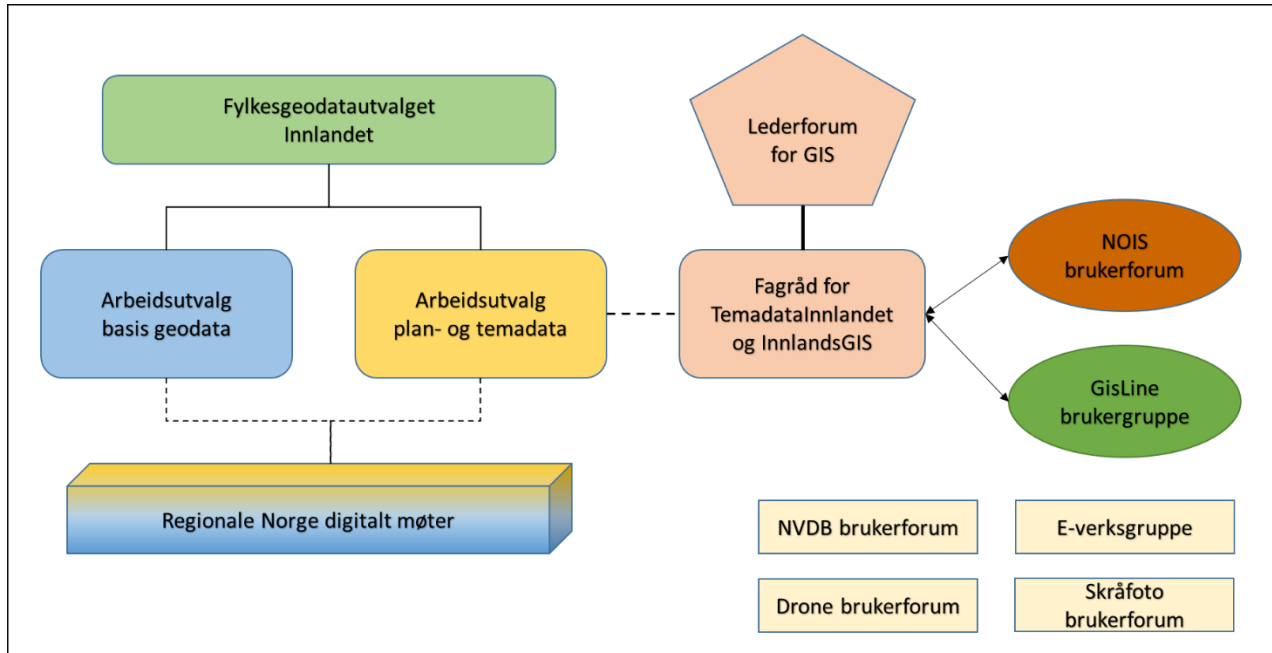 Fylkesgeodatautvalget
Innlandet
Lederforum
for GIS
Arbeidsutvalg
basis geodata
Arbeidsutvalg
plan- og temadata
Fagråd for
TemadataInnlandet
og InnlandsGIS
NOIS
brukerforum
GisLine
brukergruppe
Regionale Norge digitalt møter
NVDB brukerforum
E-verksgruppe
Drone brukerforum
Skråfoto
brukerforum